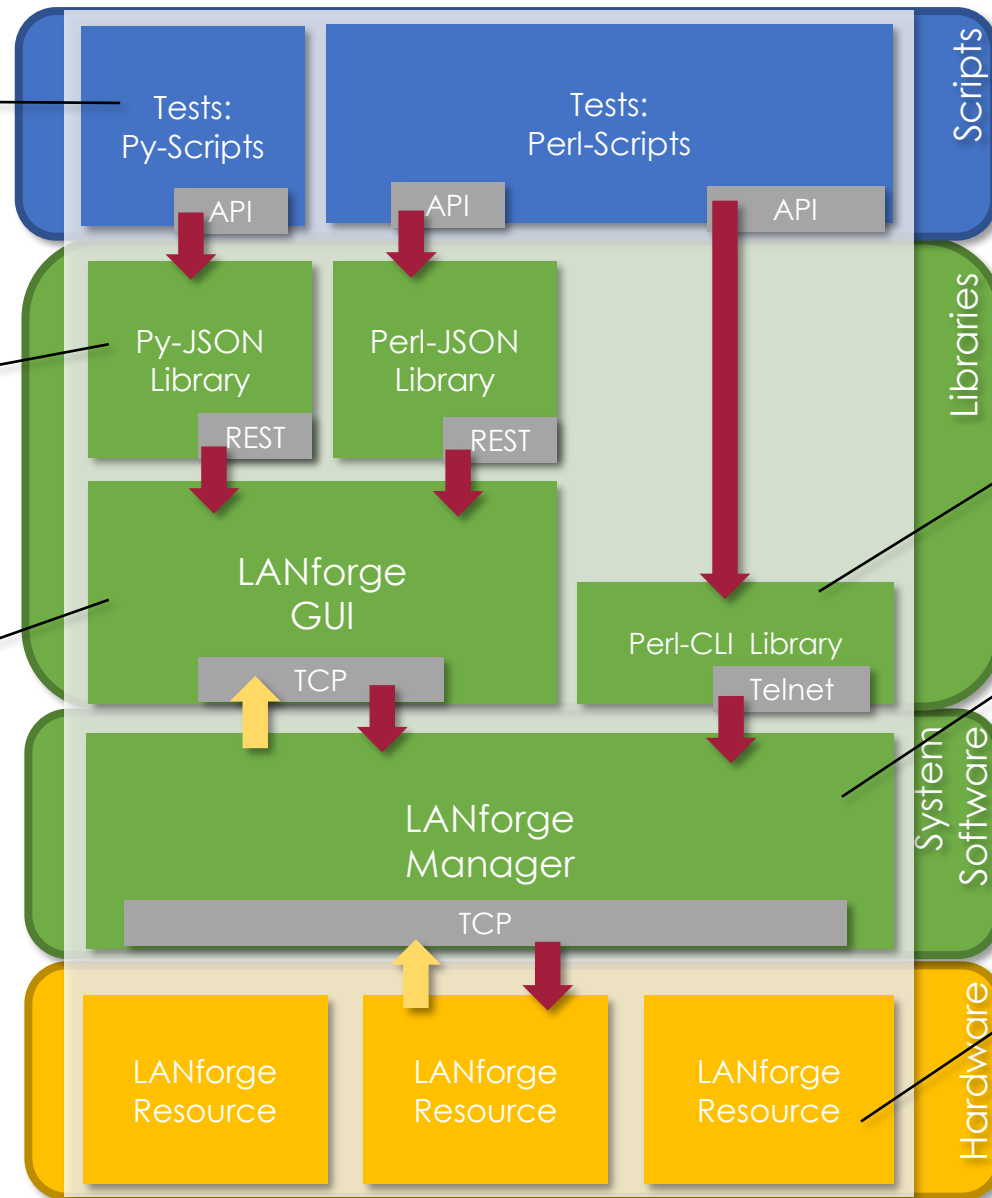 Scripts
Tests:
Py-Scripts
Tests:
Perl-Scripts
API
API
API
Libraries
Py-JSON
Library
Perl-JSON
Library
REST
REST
LANforge
GUI
Perl-CLI Library
TCP
Telnet
System
Software
LANforge
Manager
TCP
Hardware
LANforge
Resource
LANforge
Resource
LANforge
Resource